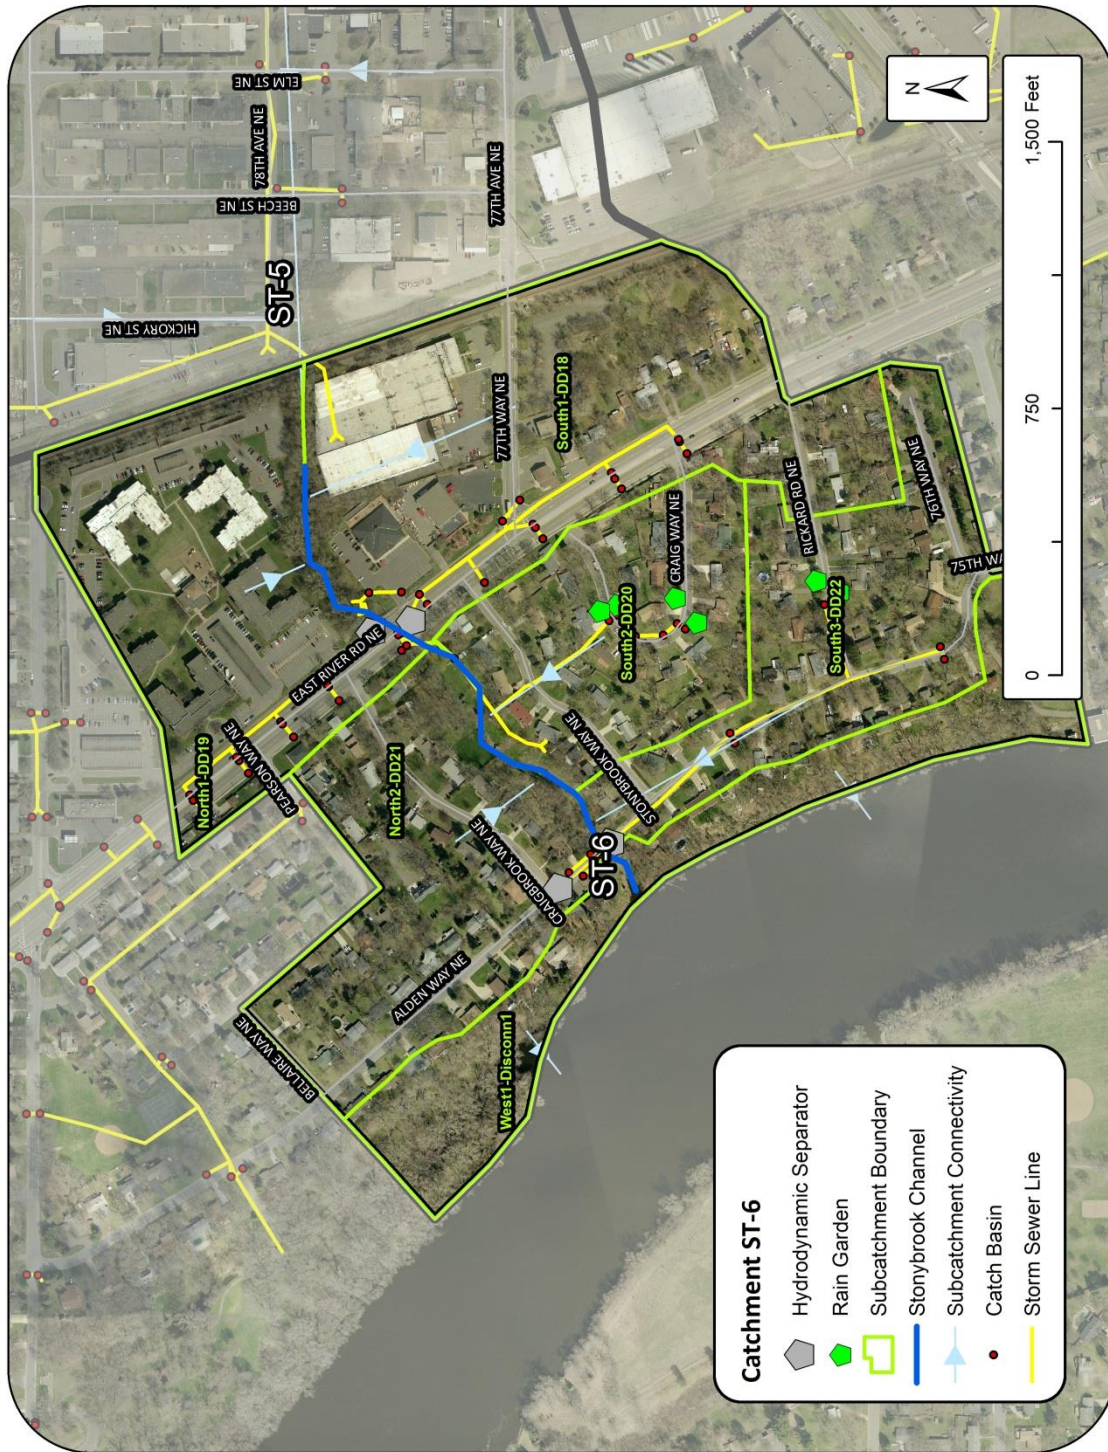 ELM ST NE
78TH AVE NE
BEECH ST NE
77TH AVE NE
ST-5
HICKORY ST NE
N
1,500 Feet
750
0
77TH WAY NE
South1-DD18
EAST RIVER RD NE
North1-DD19
PEARSON WAY NE
North2-DD21
CRAIG WAY NE
South2-DD20
RICKARD RD NE
South3-DD22
76TH WAY NE
75TH WA
STONYBROOK WAY NE
CRAIGBROOK WAY NE
ST-6
ALDEN WAY NE
BELLAIRE WAY NE
West1-Disconn1
Catchment ST-6
Hydrodynamic Separator
Rain Garden
Subcatchment Boundary
Stonybrook Channel
Subcatchment Connectivity
Catch Basin
Storm Sewer Line